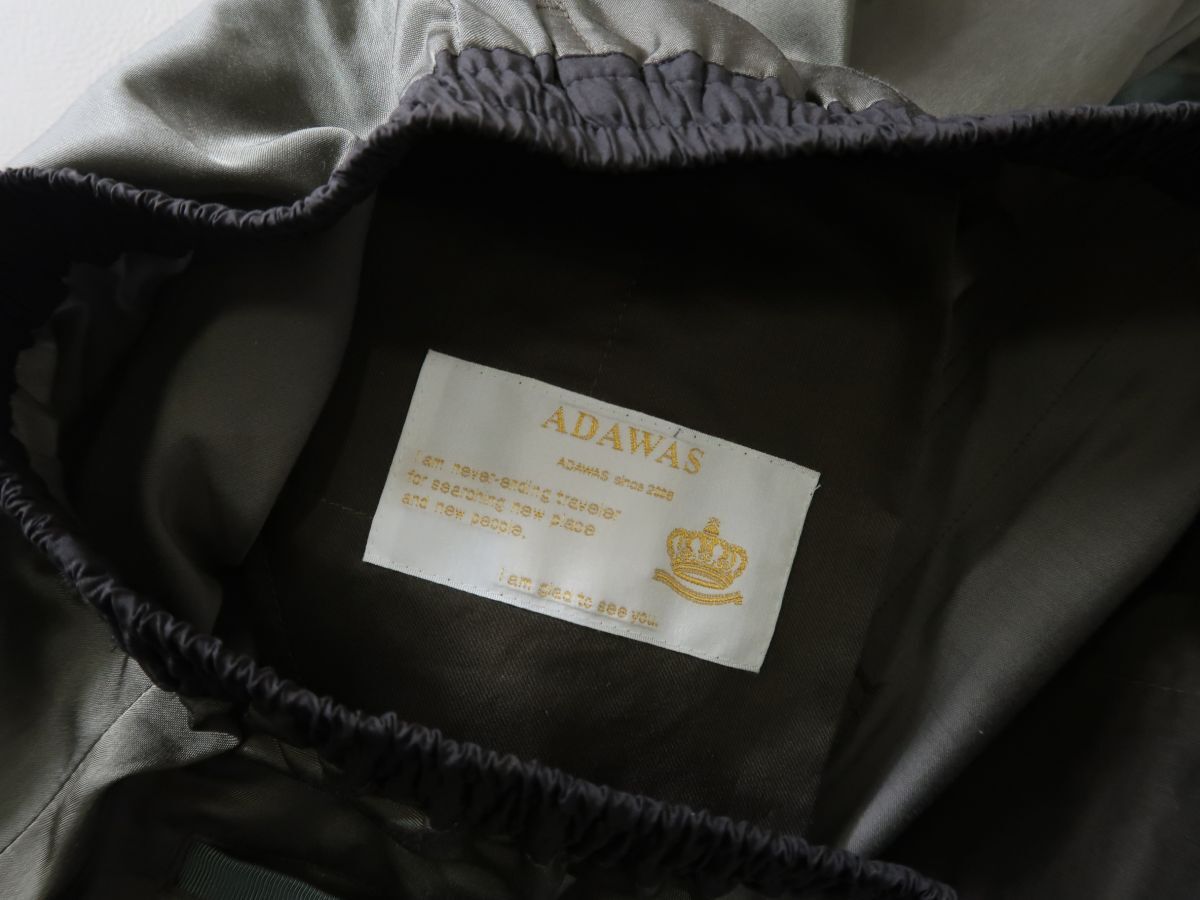 ADAWAS
ADAWAS since 2008
I am never-ending traveler
for searching new place
and new people.
I am glad to see you.